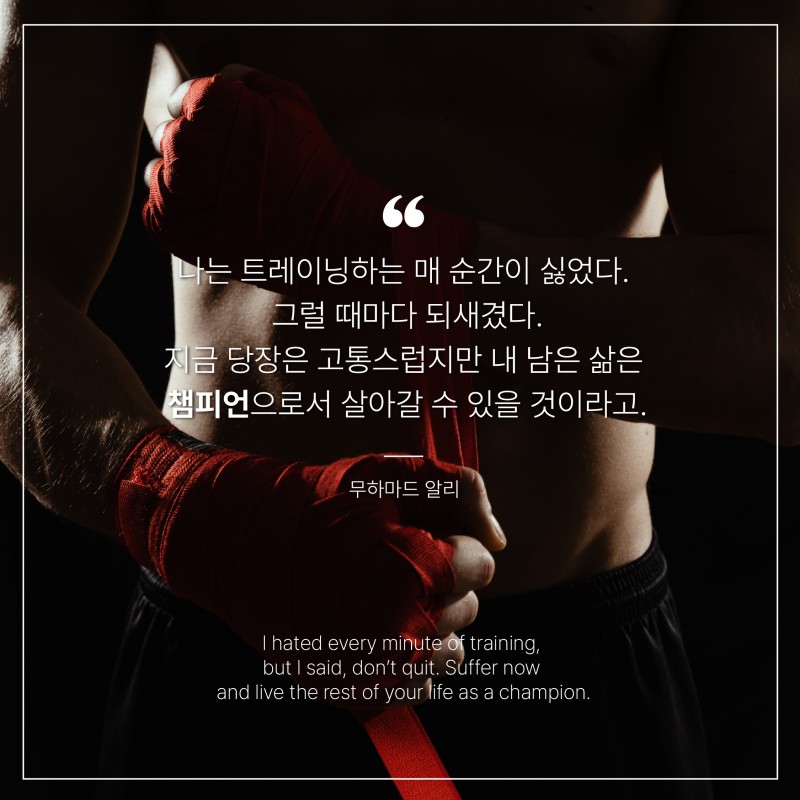 “
나는 트레이닝하는 매 순간이 싫었다.
그럴 때마다 되새겼다.
지금 당장은 고통스럽지만 내 남은 삶은
챔피언으로서 살아갈 수 있을 것이라고.
무하마드 알리
I hated every minute of training,
but I said, don’t quit. Suffer now
and live the rest of your life as a champion.